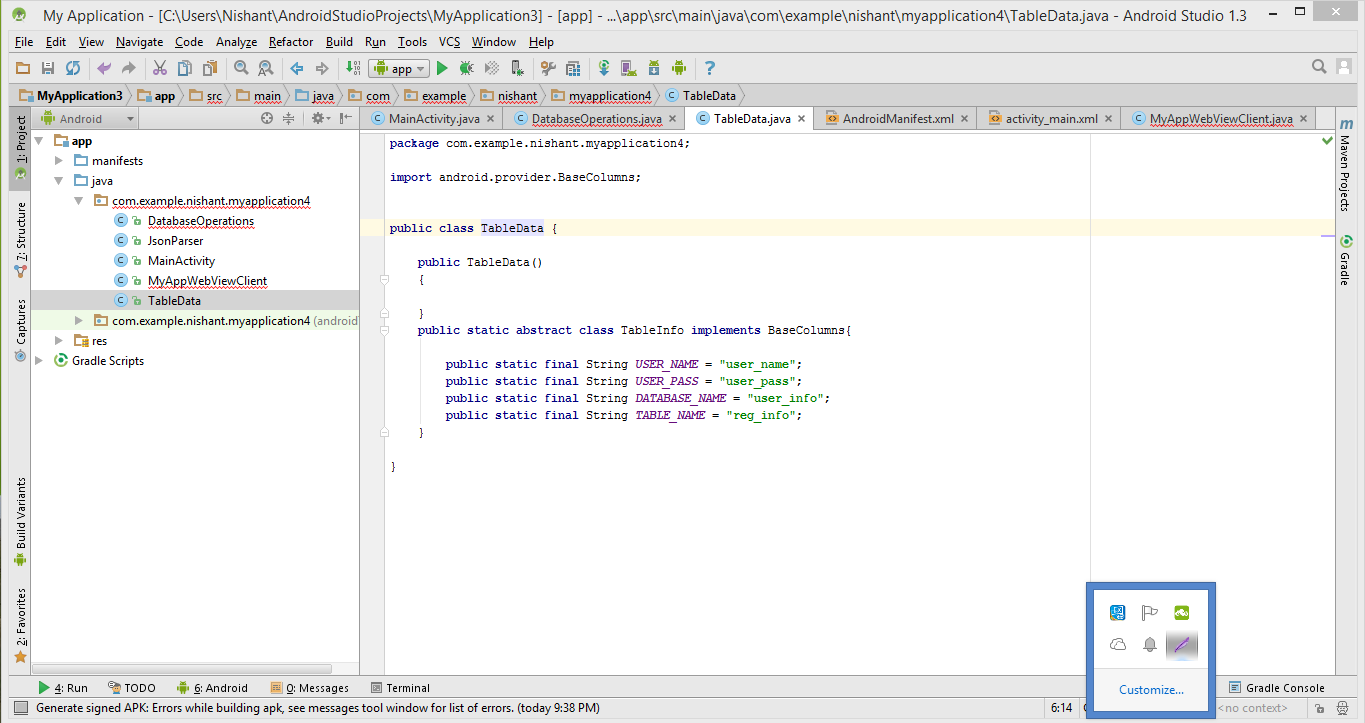 My Application - [C:\Users\Nishant\AndroidStudioProjects\MyApplication3] - [app] - ...\app\src\main\java\com\example\nishant\myapplication4\TableData.java - Android Studio 1.3
File Edit View Navigate Code Analyze Refactor Build Run Tools VCS Window Help
app
MyApplication3 app src main java com example nishant myapplication4 TableData
Android
MainActivity.java DatabaseOperations.java TableData.java AndroidManifest.xml activity_main.xml MyAppWebViewClient.java
1: Project
7: Structure
Captures
Build Variants
2: Favorites
app
manifests
java
com.example.nishant.myapplication4
DatabaseOperations
JsonParser
MainActivity
MyAppWebViewClient
TableData
com.example.nishant.myapplication4 (android
res
Gradle Scripts
package com.example.nishant.myapplication4;
import android.provider.BaseColumns;
public class TableData {
public TableData()
{
}
public static abstract class TableInfo implements BaseColumns{
public static final String USER_NAME = "user_name";
public static final String USER_PASS = "user_pass";
public static final String DATABASE_NAME = "user_info";
public static final String TABLE_NAME = "reg_info";
}
}
Maven Projects
Gradle
Customize...
4: Run TODO 6: Android 0: Messages Terminal Gradle Console
Generate signed APK: Errors while building apk, see messages tool window for list of errors. (today 9:38 PM) 6:14 <no context>